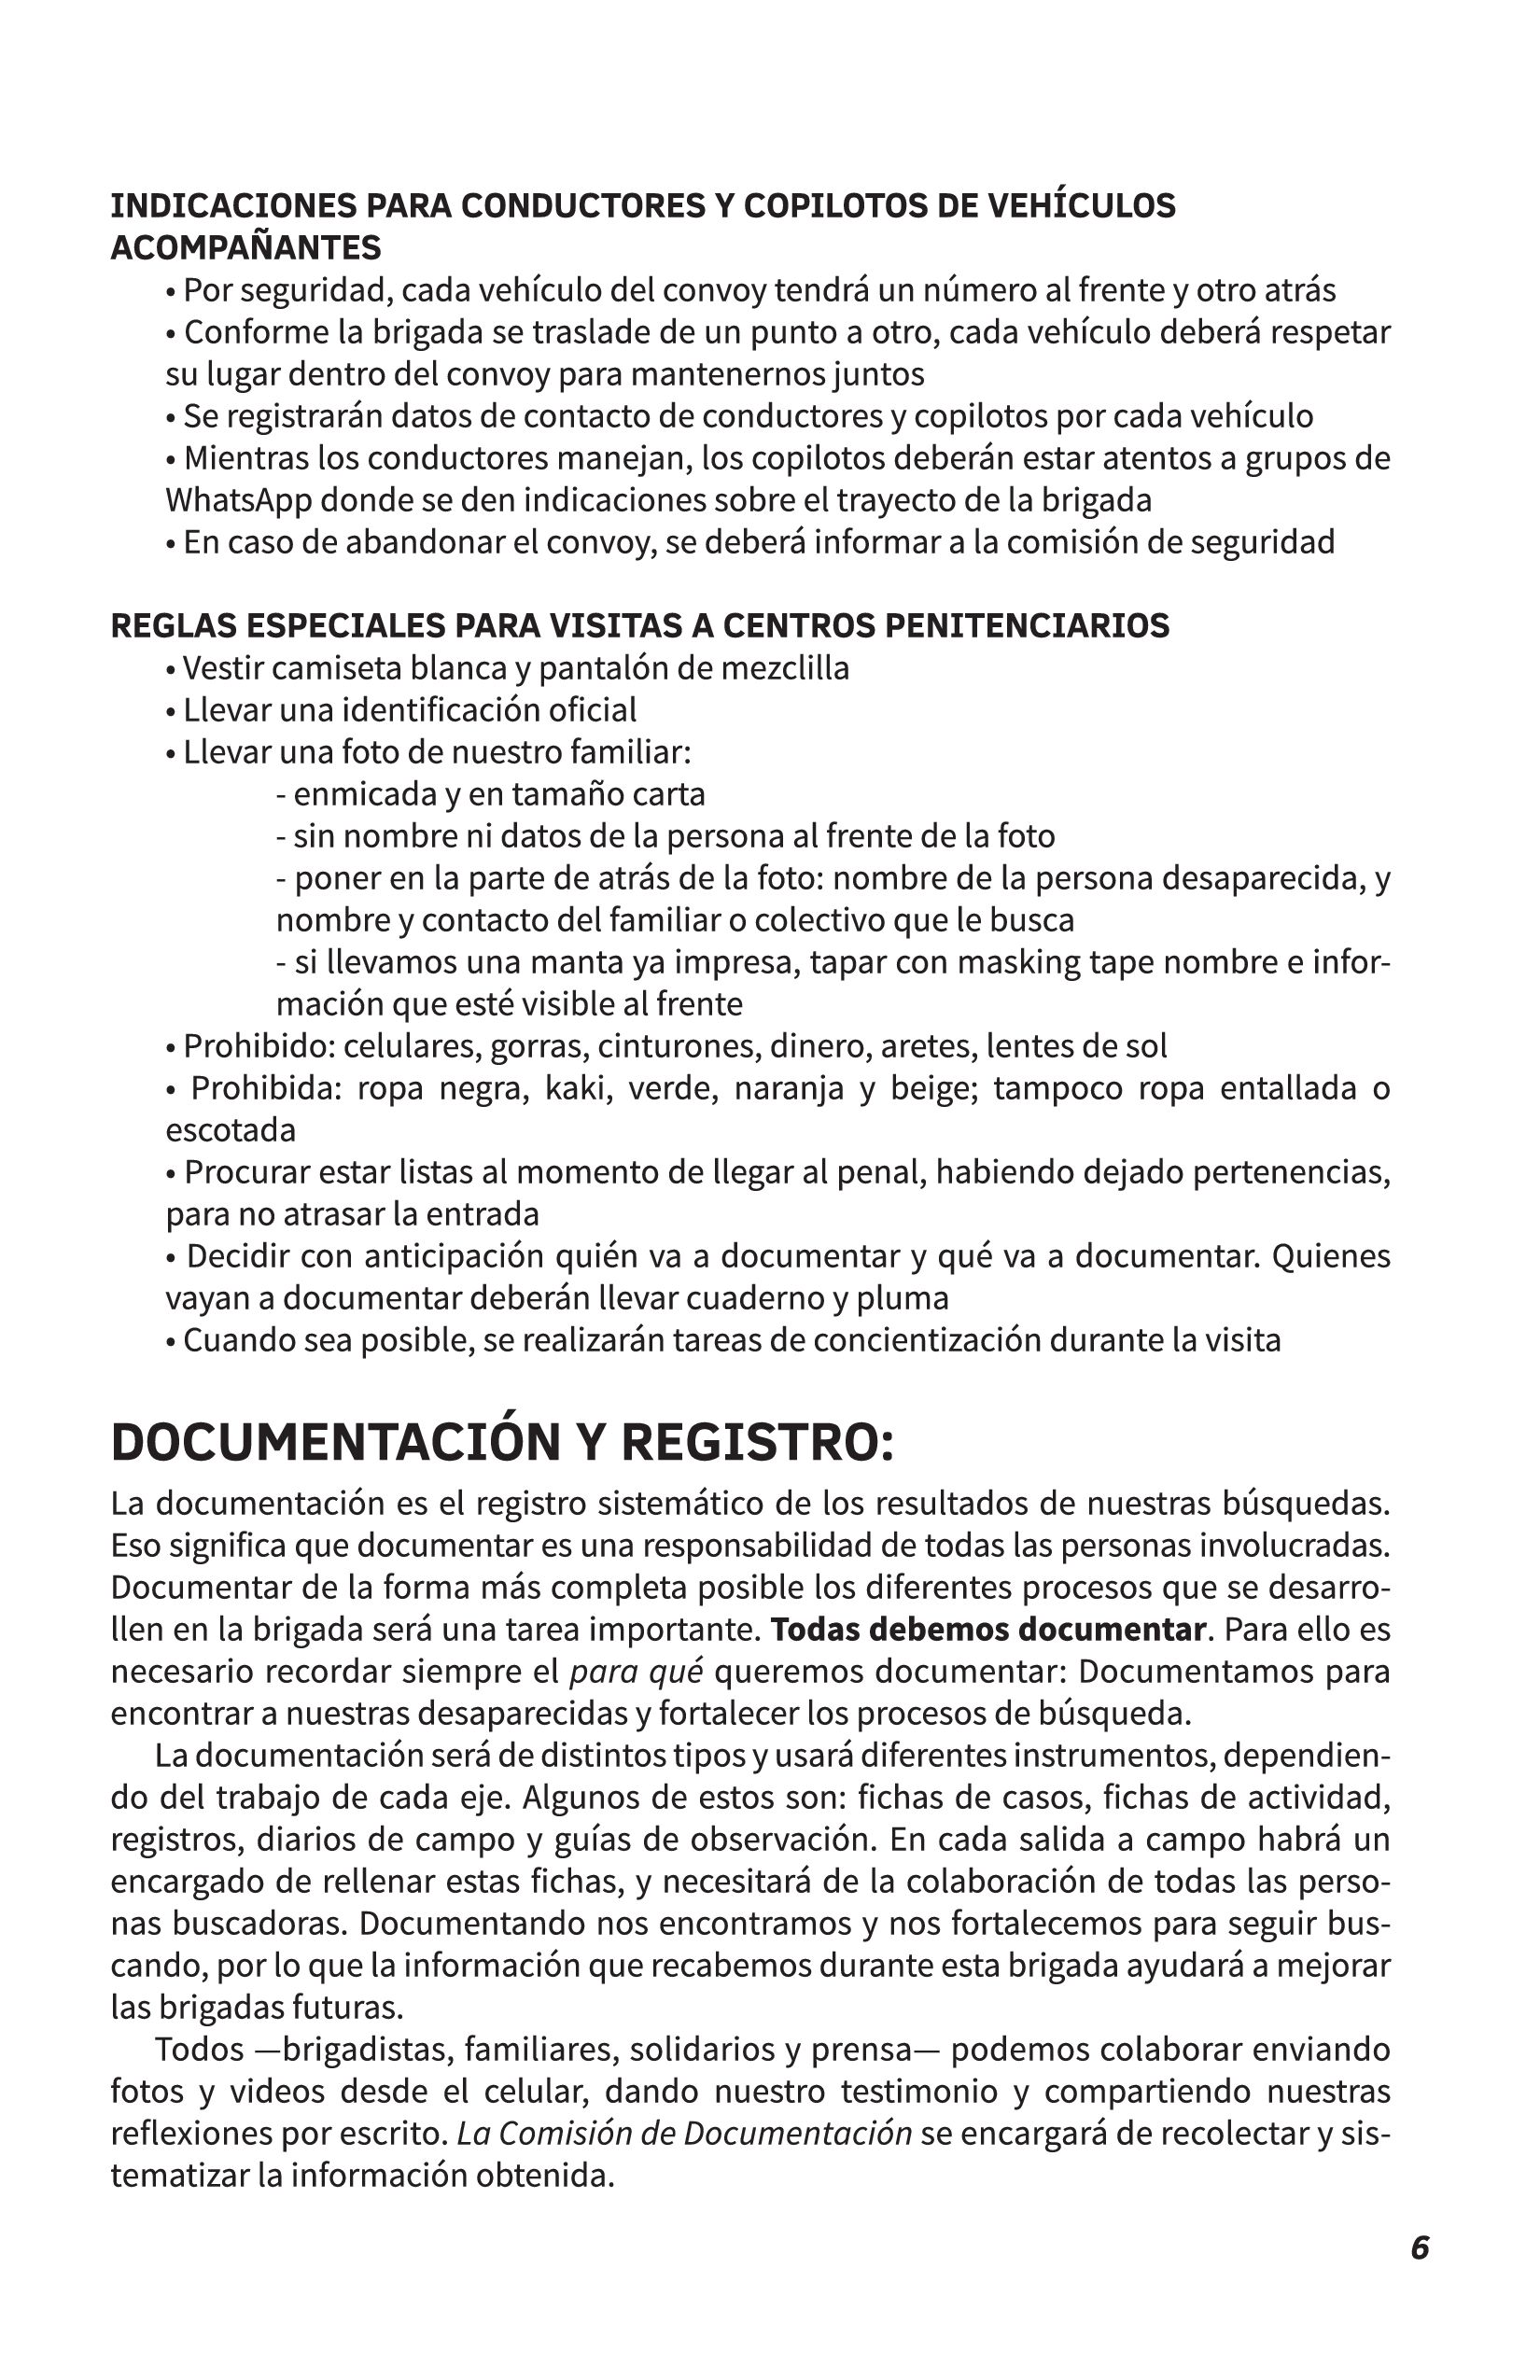 INDICACIONES PARA CONDUCTORES Y COPILOTOS DE VEHÍCULOS
ACOMPAÑANTES
• Por seguridad, cada vehículo del convoy tendrá un número al frente y otro atrás
• Conforme la brigada se traslade de un punto a otro, cada vehículo deberá respetar
su lugar dentro del convoy para mantenernos juntos
• Se registrarán datos de contacto de conductores y copilotos por cada vehículo
• Mientras los conductores manejan, los copilotos deberán estar atentos a grupos de
WhatsApp donde se den indicaciones sobre el trayecto de la brigada
• En caso de abandonar el convoy, se deberá informar a la comisión de seguridad
REGLAS ESPECIALES PARA VISITAS A CENTROS PENITENCIARIOS
• Vestir camiseta blanca y pantalón de mezclilla
• Llevar una identificación oficial
• Llevar una foto de nuestro familiar:
- enmicada y en tamaño carta
- sin nombre ni datos de la persona al frente de la foto
- poner en la parte de atrás de la foto: nombre de la persona desaparecida, y
nombre y contacto del familiar o colectivo que le busca
- si llevamos una manta ya impresa, tapar con masking tape nombre e infor-
mación que esté visible al frente
• Prohibido: celulares, gorras, cinturones, dinero, aretes, lentes de sol
• Prohibida: ropa negra, kaki, verde, naranja y beige; tampoco ropa entallada o
escotada
• Procurar estar listas al momento de llegar al penal, habiendo dejado pertenencias,
para no atrasar la entrada
• Decidir con anticipación quién va a documentar y qué va a documentar. Quienes
vayan a documentar deberán llevar cuaderno y pluma
• Cuando sea posible, se realizarán tareas de concientización durante la visita
DOCUMENTACIÓN Y REGISTRO:
La documentación es el registro sistemático de los resultados de nuestras búsquedas.
Eso significa que documentar es una responsabilidad de todas las personas involucradas.
Documentar de la forma más completa posible los diferentes procesos que se desarro-
llen en la brigada será una tarea importante. Todas debemos documentar. Para ello es
necesario recordar siempre el para qué queremos documentar: Documentamos para
encontrar a nuestras desaparecidas y fortalecer los procesos de búsqueda.
La documentación será de distintos tipos y usará diferentes instrumentos, dependien-
do del trabajo de cada eje. Algunos de estos son: fichas de casos, fichas de actividad,
registros, diarios de campo y guías de observación. En cada salida a campo habrá un
encargado de rellenar estas fichas, y necesitará de la colaboración de todas las perso-
nas buscadoras. Documentando nos encontramos y nos fortalecemos para seguir bus-
cando, por lo que la información que recabemos durante esta brigada ayudará a mejorar
las brigadas futuras.
Todos —brigadistas, familiares, solidarios y prensa— podemos colaborar enviando
fotos y videos desde el celular, dando nuestro testimonio y compartiendo nuestras
reflexiones por escrito. La Comisión de Documentación se encargará de recolectar y sis-
tematizar la información obtenida.
6